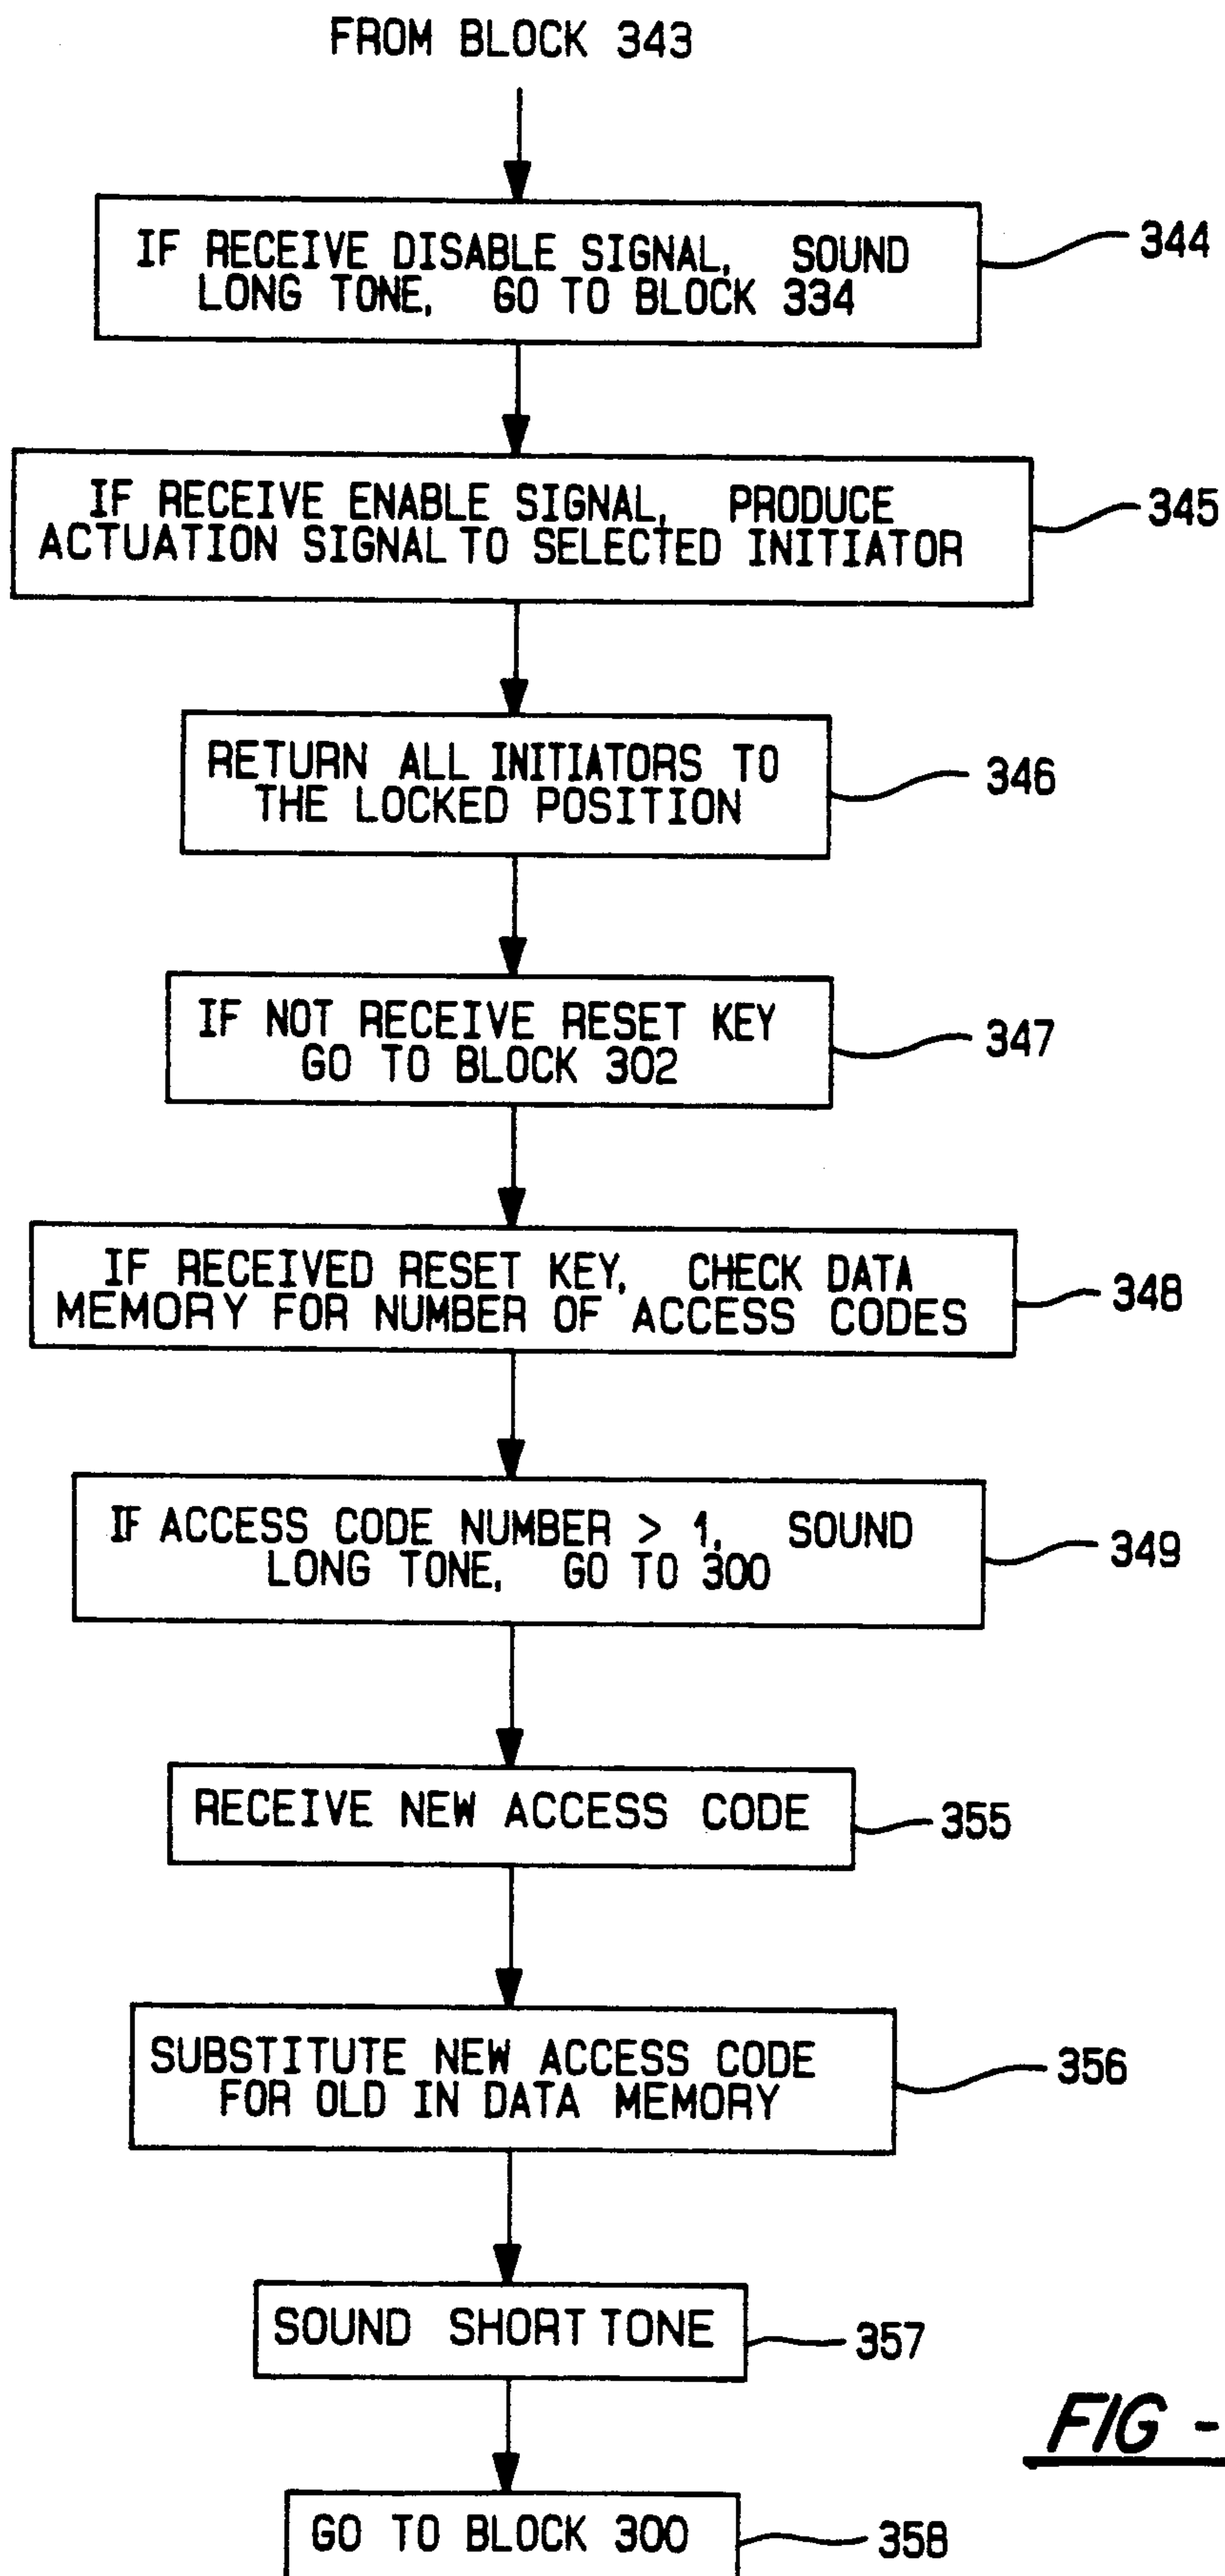 FROM BLOCK 343
IF RECEIVE DISABLE SIGNAL, SOUND
LONG TONE, GO TO BLOCK 334
344
IF RECEIVE ENABLE SIGNAL, PRODUCE
ACTUATION SIGNAL TO SELECTED INITIATOR
345
RETURN ALL INITIATORS TO
THE LOCKED POSITION
346
IF NOT RECEIVE RESET KEY
GO TO BLOCK 302
347
IF RECEIVED RESET KEY, CHECK DATA
MEMORY FOR NUMBER OF ACCESS CODES
348
IF ACCESS CODE NUMBER > 1, SOUND
LONG TONE, GO TO 300
349
RECEIVE NEW ACCESS CODE
355
SUBSTITUTE NEW ACCESS CODE
FOR OLD IN DATA MEMORY
356
SOUND SHORT TONE
357
FIG -
GO TO BLOCK 300
358